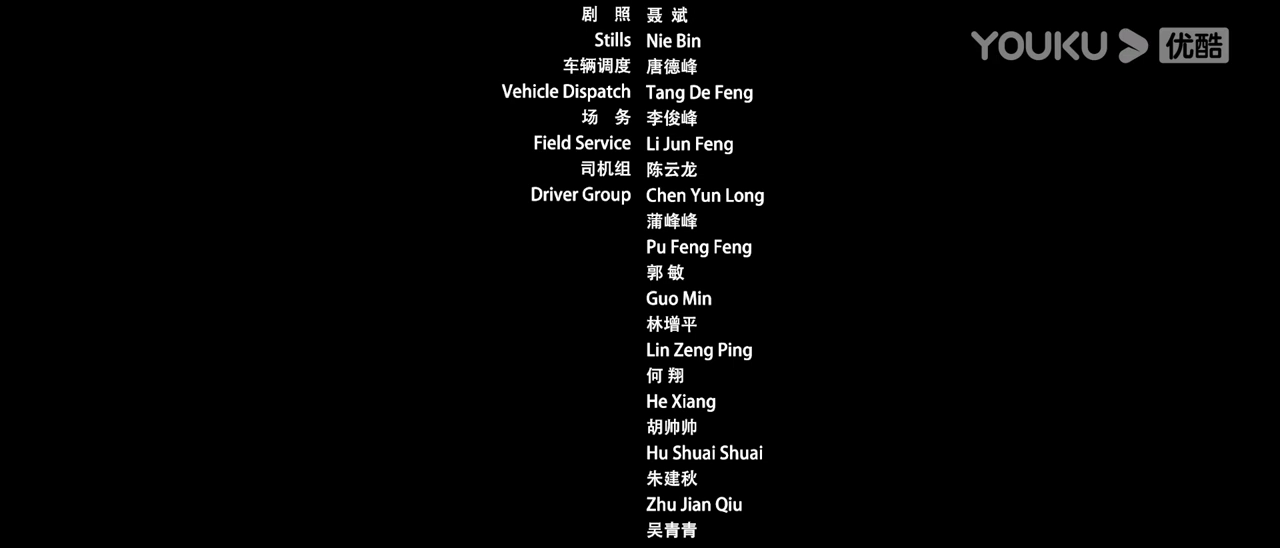 剧 照 聂 斌
Stills Nie Bin
YOUKU 优酷
车辆调度 唐德峰
Vehicle Dispatch Tang De Feng
场 务 李俊峰
Field Service Li Jun Feng
司机组 陈云龙
Driver Group Chen Yun Long
蒲峰峰
Pu Feng Feng
郭 敏
Guo Min
林增平
Lin Zeng Ping
何 翔
He Xiang
胡帅帅
Hu Shuai Shuai
朱建秋
Zhu Jian Qiu
吴青青